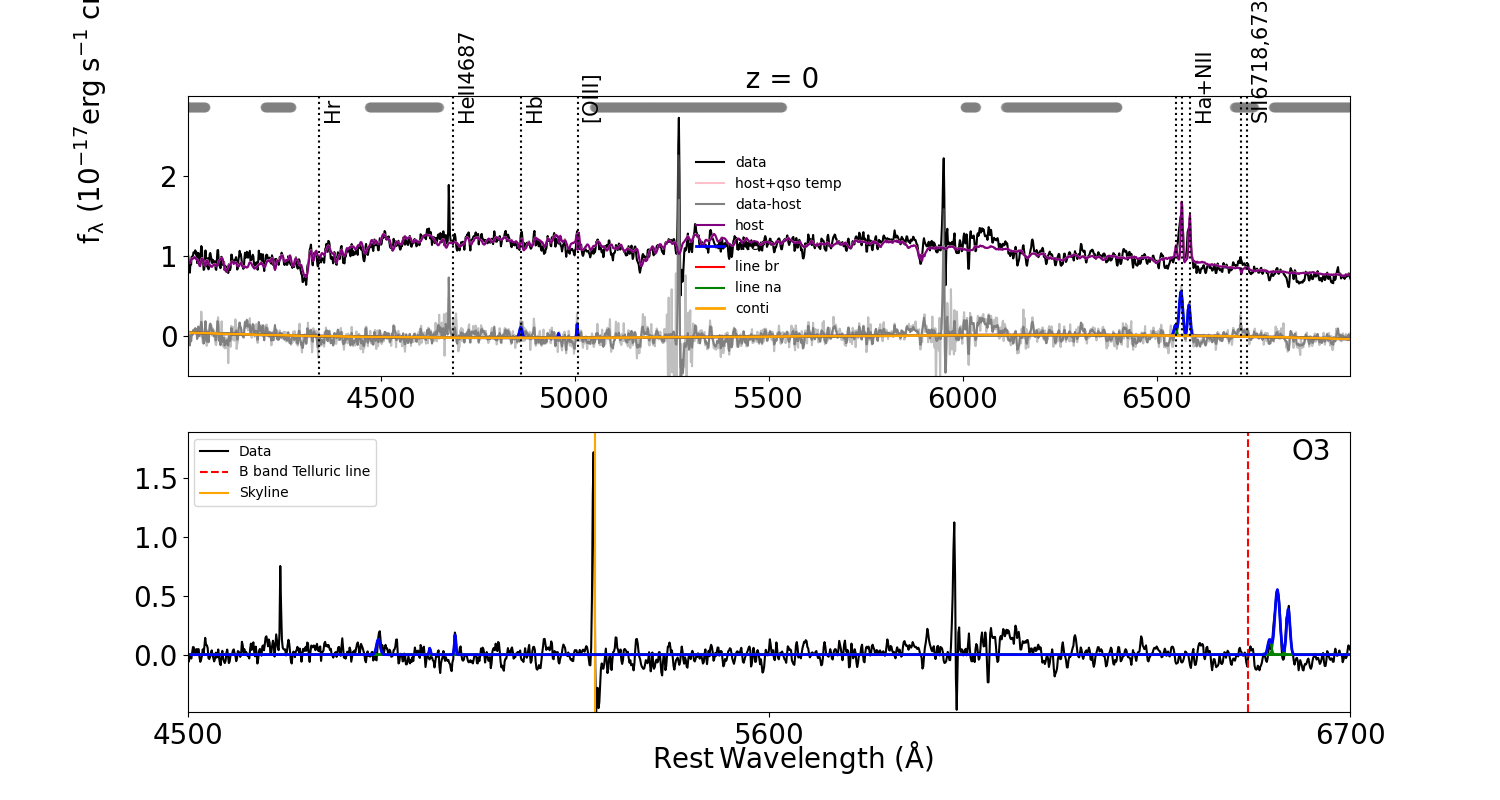 z = 0
f_λ (10^−17 erg s^−1
Hr
HeII4687
Hb
[OIII]
Ha+NII
SII6718,673
data
host+qso temp
data-host
host
line br
line na
conti
2
1
0
4500
5000
5500
6000
6500
Data
B band Telluric line
Skyline
O3
1.5
1.0
0.5
0.0
4500
5600
6700
Rest Wavelength (Å)